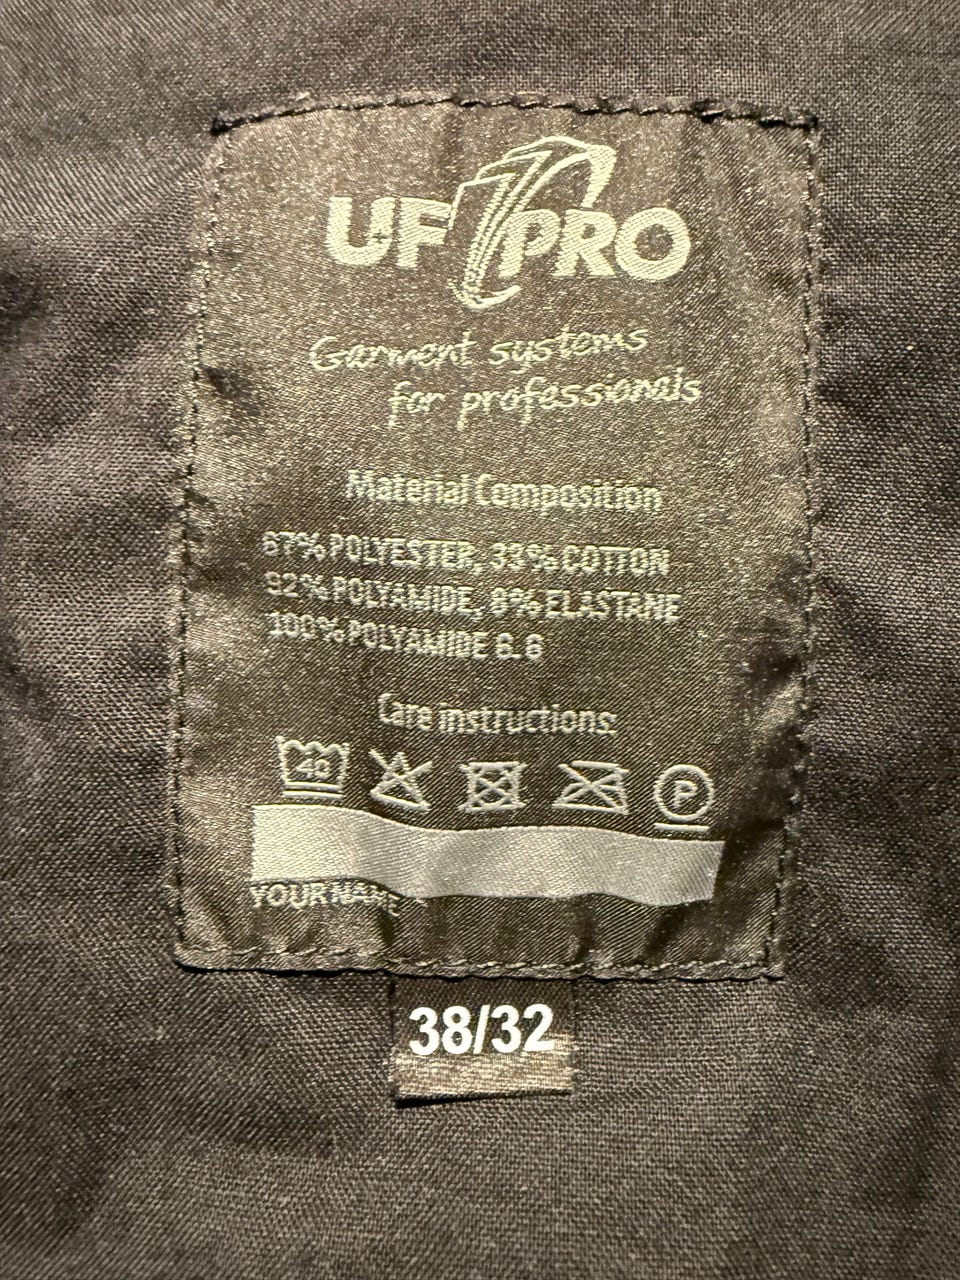 UF PRO
Garment systems
for professionals
Material Composition
67% POLYESTER, 33% COTTON
92% POLYAMIDE, 8% ELASTANE
100% POLYAMIDE 6.6
Care instructions:
40
P
YOUR NAME
38/32